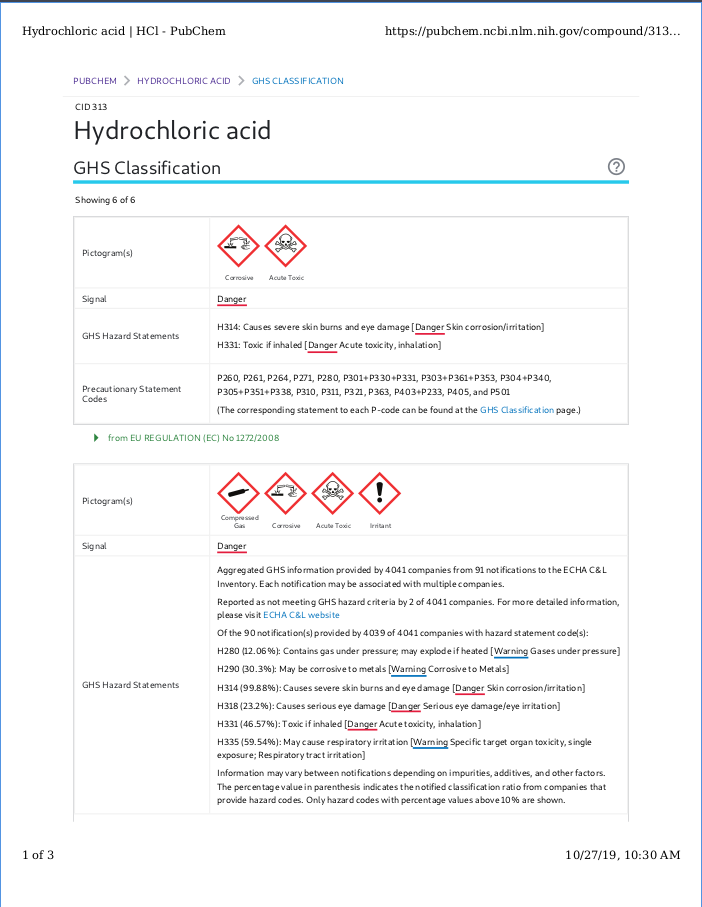 Hydrochloric acid | HCl - PubChem
https://pubchem.ncbi.nlm.nih.gov/compound/313...
PUBCHEM > HYDROCHLORIC ACID > GHS CLASSIFICATION
CID 313
Hydrochloric acid
GHS Classification
?
Showing 6 of 6
Pictogram(s)
Corrosive
Acute Toxic
Signal
Danger
GHS Hazard Statements
H314: Causes severe skin burns and eye damage [Danger Skin corrosion/irritation]
H331: Toxic if inhaled [Danger Acute toxicity, inhalation]
Precautionary Statement
Codes
P260, P261, P264, P271, P280, P301+P330+P331, P303+P361+P353, P304+P340,
P305+P351+P338, P310, P311, P321, P363, P403+P233, P405, and P501
(The corresponding statement to each P-code can be found at the GHS Classification page.)
from EU REGULATION (EC) No 1272/2008
Pictogram(s)
Compressed
Gas
Corrosive
Acute Toxic
Irritant
Signal
Danger
GHS Hazard Statements
Aggregated GHS information provided by 4041 companies from 91 notifications to the ECHA C&L
Inventory. Each notification may be associated with multiple companies.
Reported as not meeting GHS hazard criteria by 2 of 4041 companies. For more detailed information,
please visit ECHA C&L website
Of the 90 notification(s) provided by 4039 of 4041 companies with hazard statement code(s):
H280 (12.06%): Contains gas under pressure; may explode if heated [Warning Gases under pressure]
H290 (30.3%): May be corrosive to metals [Warning Corrosive to Metals]
H314 (99.88%): Causes severe skin burns and eye damage [Danger Skin corrosion/irritation]
H318 (23.2%): Causes serious eye damage [Danger Serious eye damage/eye irritation]
H331 (46.57%): Toxic if inhaled [Danger Acute toxicity, inhalation]
H335 (59.54%): May cause respiratory irritation [Warning Specific target organ toxicity, single
exposure; Respiratory tract irritation]
Information may vary between notifications depending on impurities, additives, and other factors.
The percentage value in parenthesis indicates the notified classification ratio from companies that
provide hazard codes. Only hazard codes with percentage values above 10% are shown.
1 of 3
10/27/19, 10:30 AM